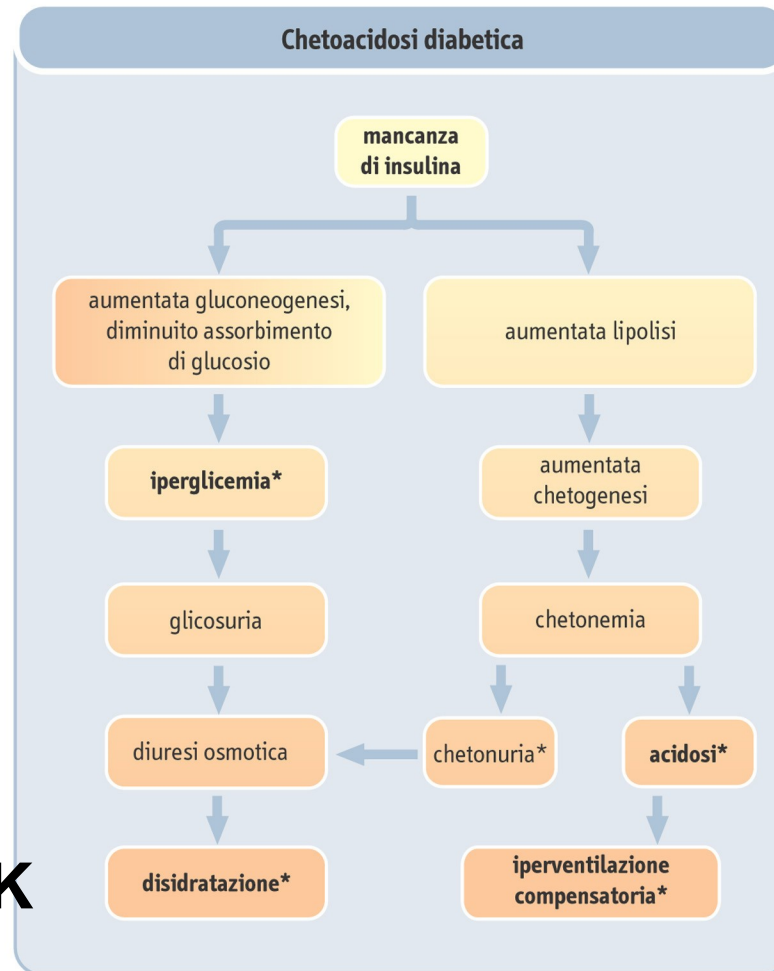 Chetoacidosi diabetica
mancanza
di insulina
aumentata gluconeogenesi,
diminuito assorbimento
di glucosio
aumentata lipolisi
iperglicemia*
aumentata
chetogenesi
glicosuria
chetonemia
diuresi osmotica
chetonuria*
acidosi*
K
disidratazione*
iperventilazione
compensatoria*